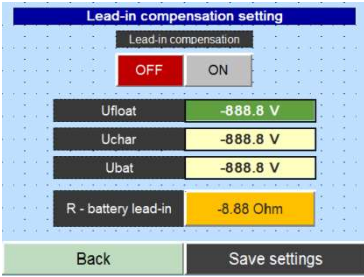 Lead-in compensation setting
Lead-in compensation
OFF ON
Ufloat -888.8 V
Uchar -888.8 V
Ubat -888.8 V
R - battery lead-in -8.88 Ohm
Back Save settings